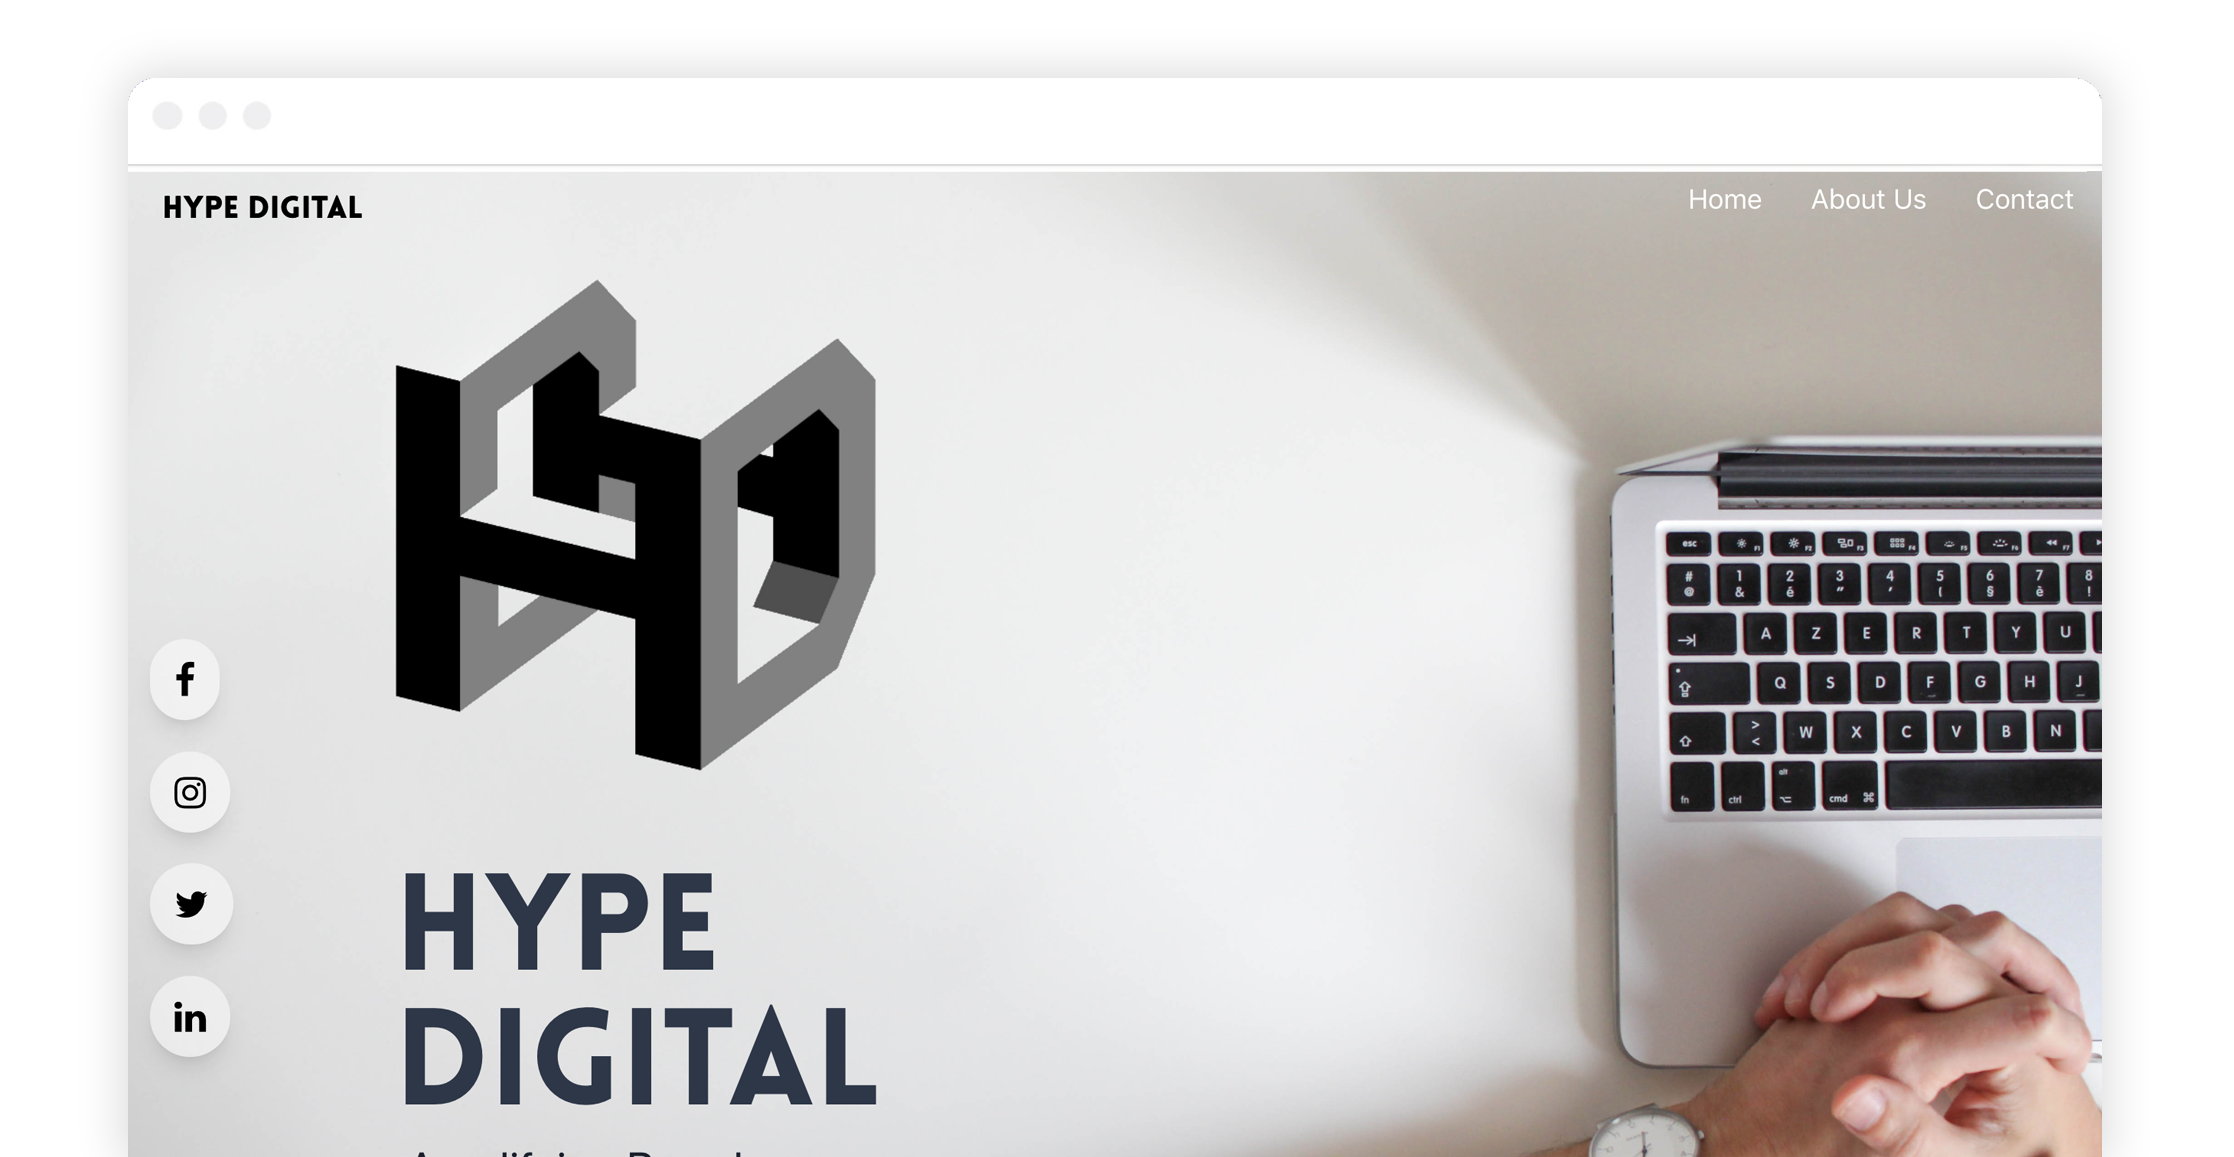 HYPE DIGITAL
Home About Us Contact
HYPE
DIGITAL
esc F1 F2 F3 F4 F5 F6 F7
# 1 2 3 4 5 6 7 8
@ & é " ' ( § è !
A Z E R T Y U
Q S D F G H J
>
W X C V B N
<
alt
fn ctrl cmd ⌘